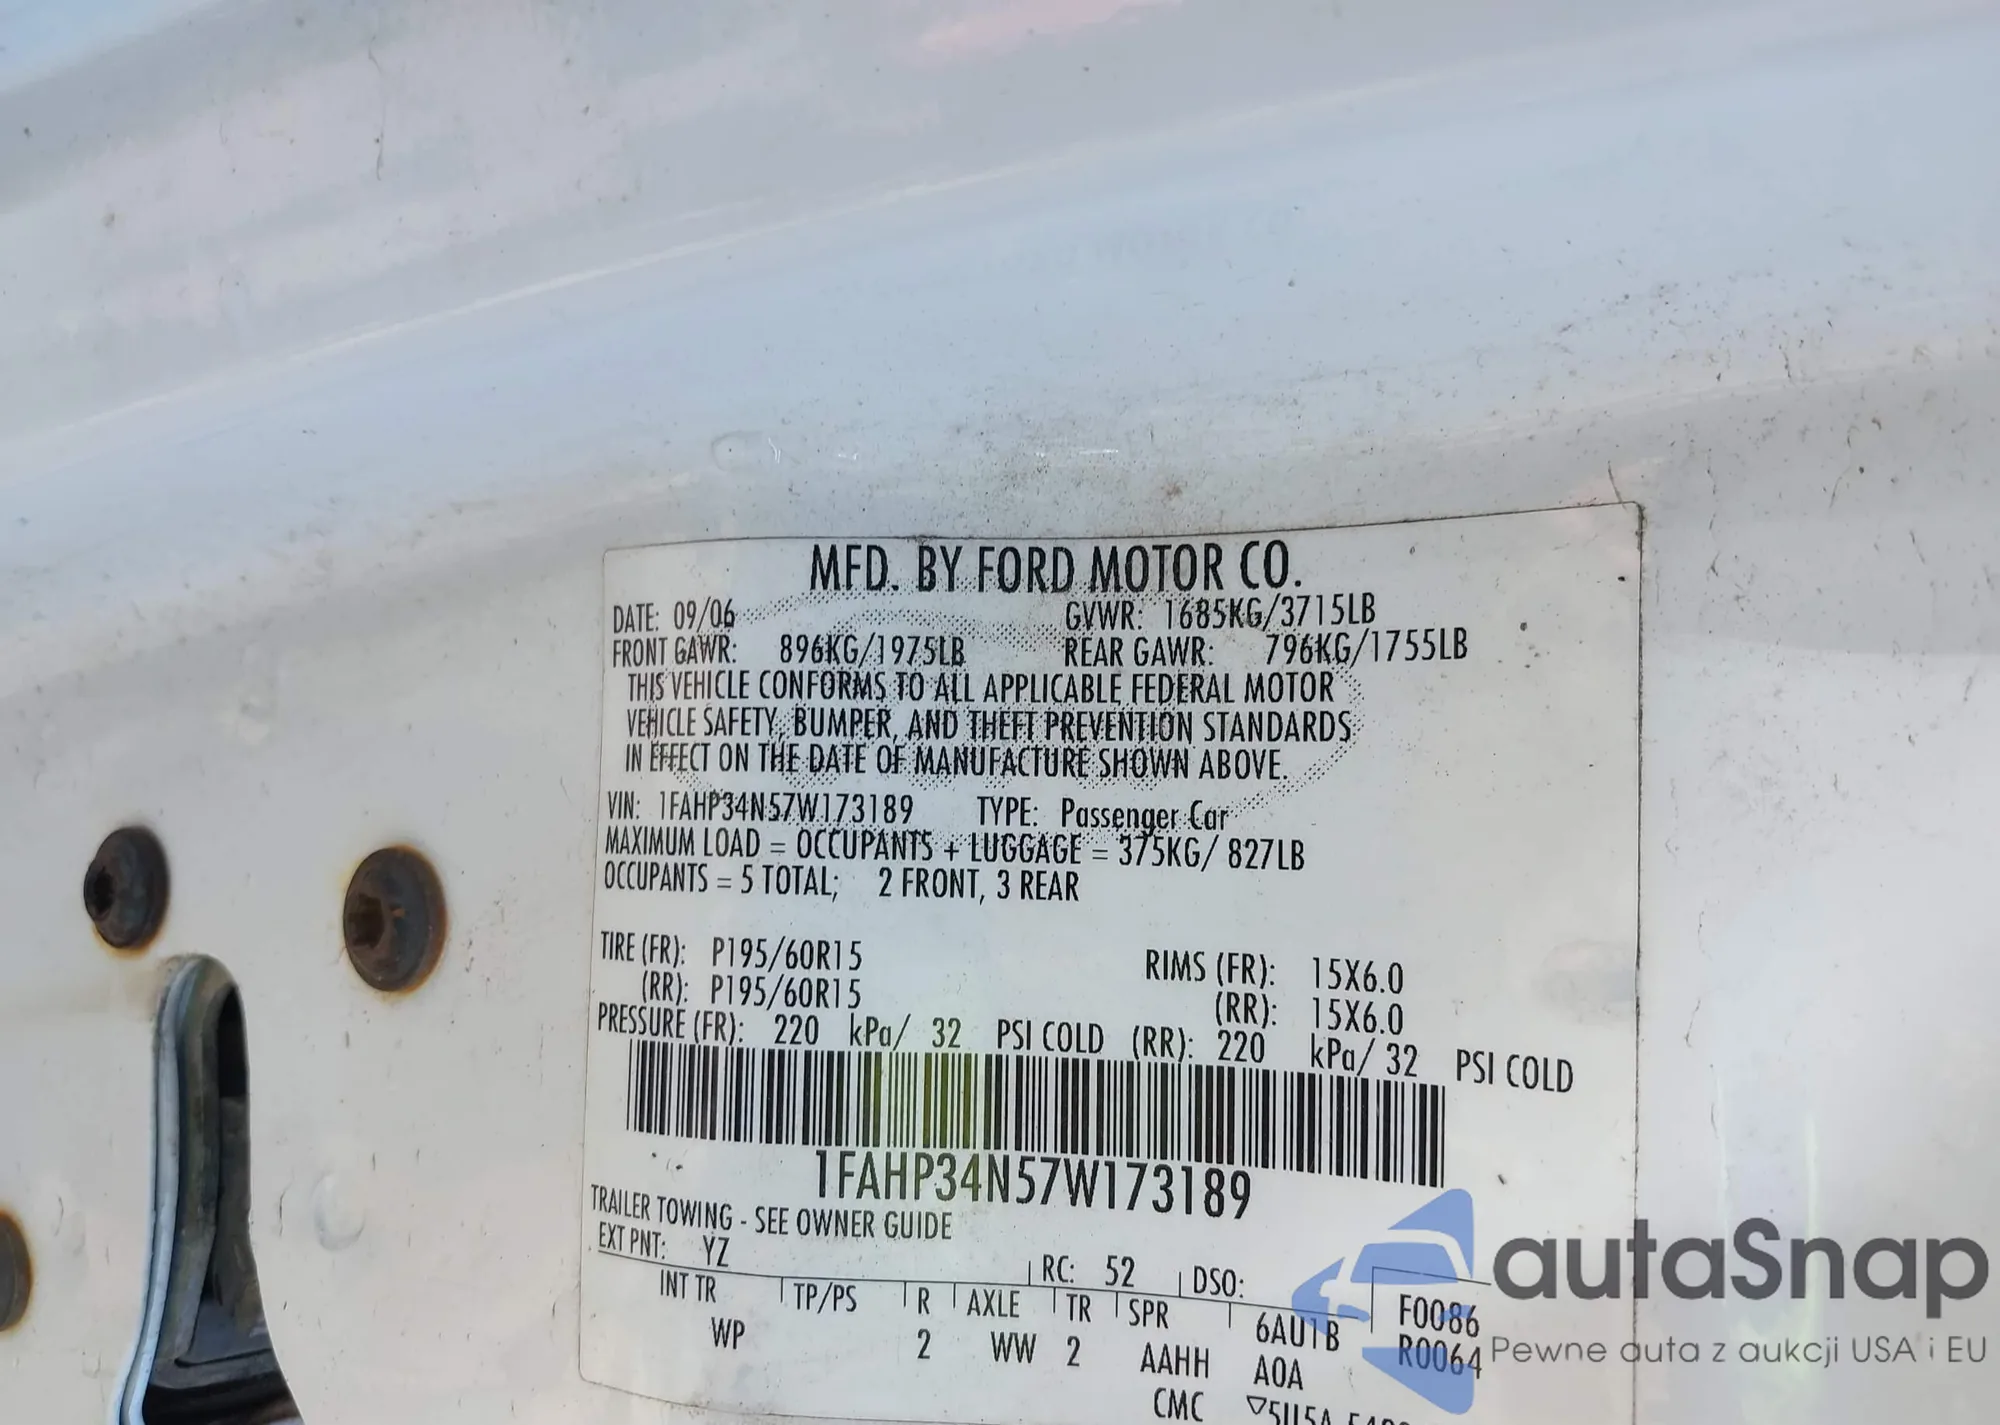 MFD. BY FORD MOTOR CO.
DATE: 09/06 GVWR: 1685KG/3715LB
FRONT GAWR: 896KG/1975LB REAR GAWR: 796KG/1755LB
THIS VEHICLE CONFORMS TO ALL APPLICABLE FEDERAL MOTOR
VEHICLE SAFETY, BUMPER, AND THEFT PREVENTION STANDARDS
IN EFFECT ON THE DATE OF MANUFACTURE SHOWN ABOVE.
VIN: 1FAHP34N57W173189 TYPE: Passenger Car
MAXIMUM LOAD = OCCUPANTS + LUGGAGE = 375KG/ 827LB
OCCUPANTS = 5 TOTAL; 2 FRONT, 3 REAR
TIRE (FR): P195/60R15 RIMS (FR): 15X6.0
(RR): P195/60R15 (RR): 15X6.0
PRESSURE (FR): 220 kPa/ 32 PSI COLD (RR): 220 kPa/ 32 PSI COLD
1FAHP34N57W173189
TRAILER TOWING - SEE OWNER GUIDE
EXT PNT: YZ RC: 52 DSO:
INT TR TP/PS R AXLE TR SPR 6AU1B F0086
WP 2 WW 2 AAHH A0A R0064
CMC
autaSnap
Pewne auta z aukcji USA i EU